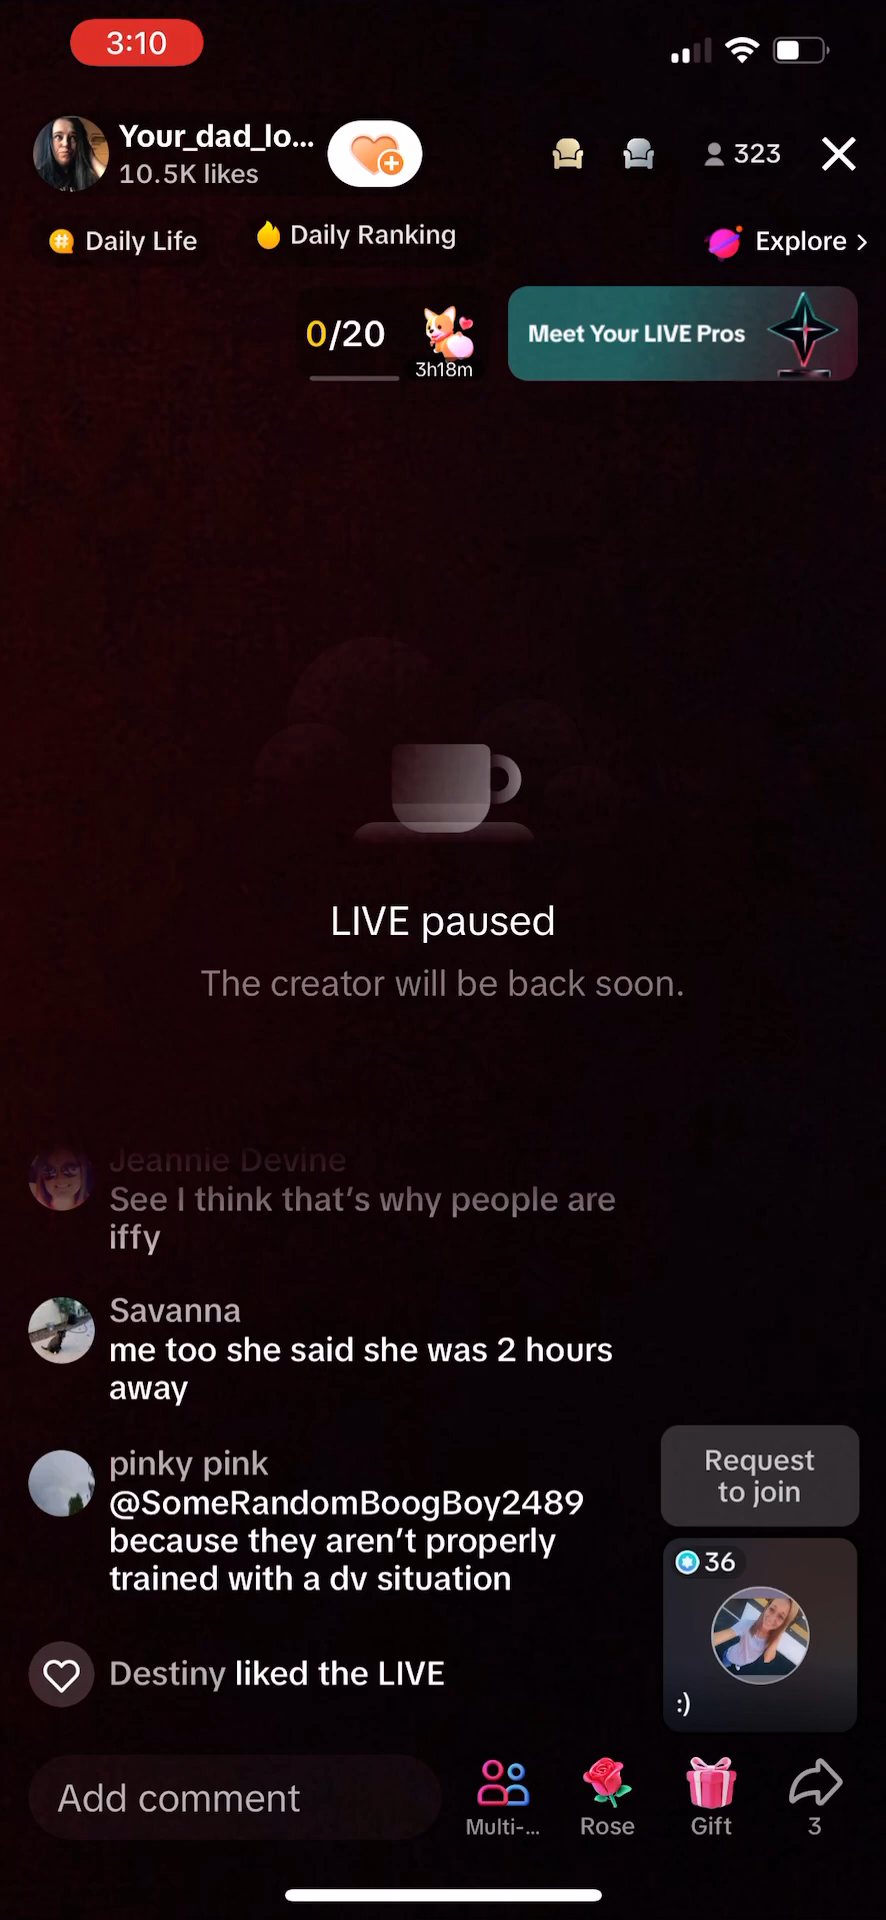 3:10
Your_dad_lo...
10.5K likes
323
Daily Life
Daily Ranking
Explore >
0/20
3h18m
Meet Your LIVE Pros
LIVE paused
The creator will be back soon.
Jeannie Devine
See I think that's why people are
iffy
Savanna
me too she said she was 2 hours
away
pinky pink
@SomeRandomBoogBoy2489
because they aren't properly
trained with a dv situation
Request
to join
36
:)
Destiny liked the LIVE
Add comment
Multi-...
Rose
Gift
3